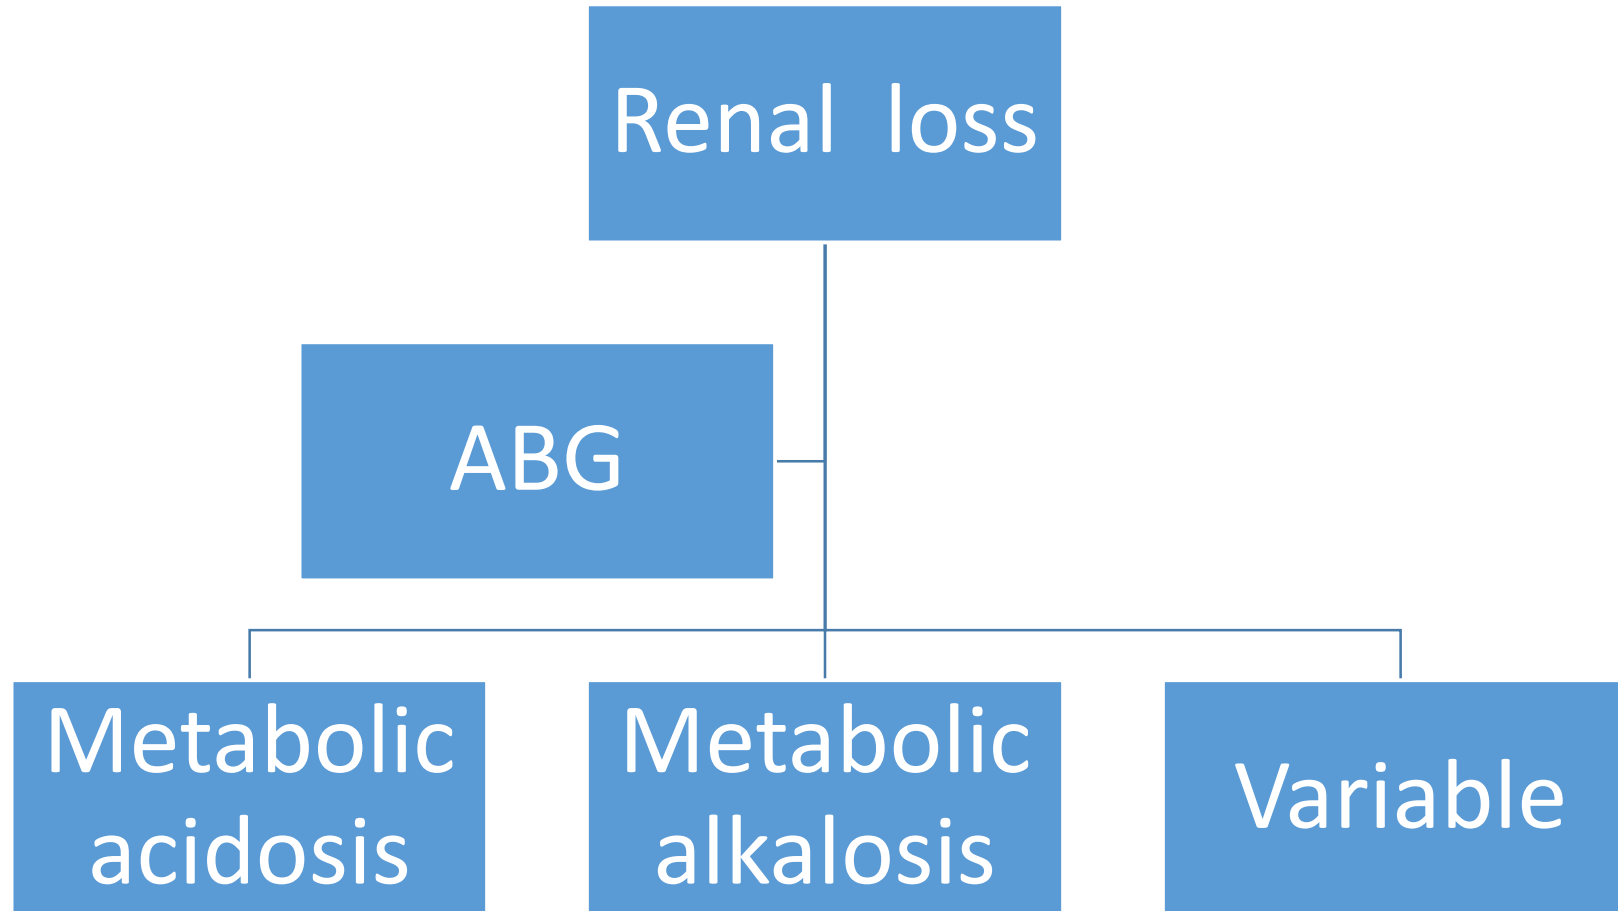 Renal loss
ABG
Metabolic
acidosis
Metabolic
alkalosis
Variable